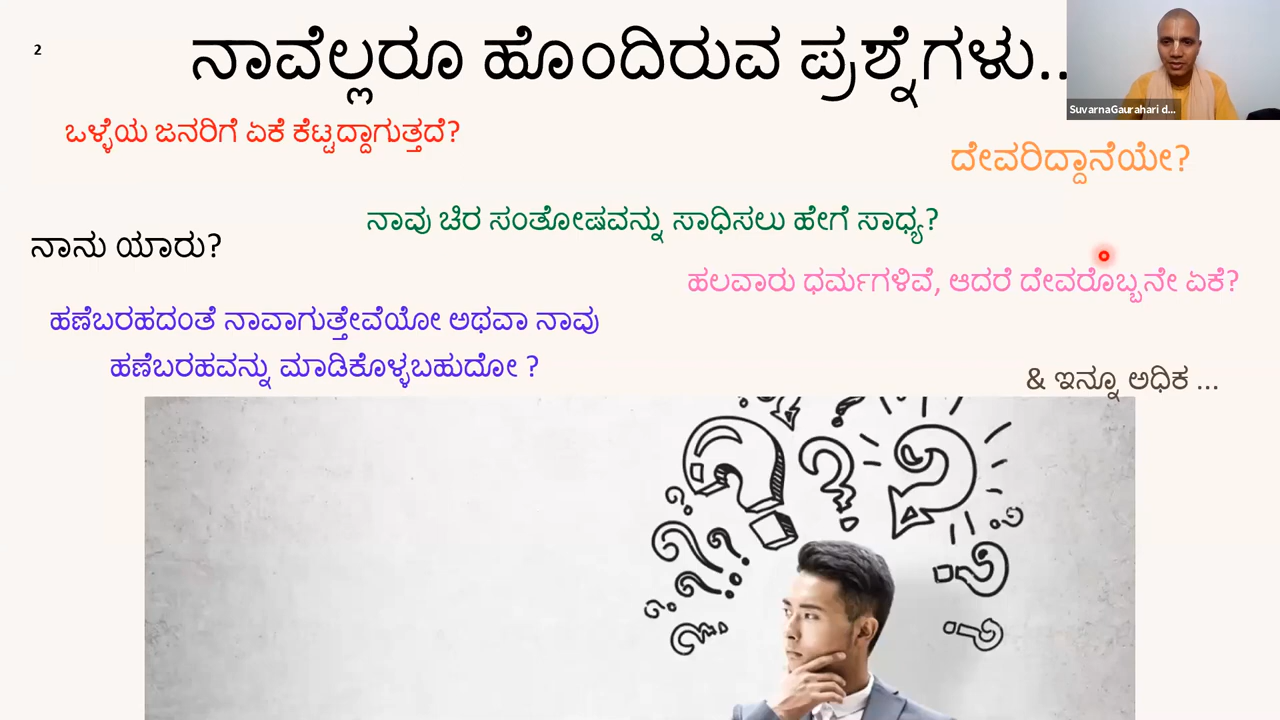 2
ನಾವೆಲ್ಲರೂ ಹೊಂದಿರುವ ಪ್ರಶ್ನೆಗಳು..
SuvarnaGaurahari d...
ಒಳ್ಳೆಯ ಜನರಿಗೆ ಏಕೆ ಕೆಟ್ಟದ್ದಾಗುತ್ತದೆ?
ದೇವರಿದ್ದಾನೆಯೇ?
ನಾವು ಚಿರ ಸಂತೋಷವನ್ನು ಸಾಧಿಸಲು ಹೇಗೆ ಸಾಧ್ಯ?
ನಾನು ಯಾರು?
ಹಲವಾರು ಧರ್ಮಗಳಿವೆ, ಆದರೆ ದೇವರೊಬ್ಬನೇ ಏಕೆ?
ಹಣೆಬರಹದಂತೆ ನಾವಾಗುತ್ತೇವೆಯೋ ಅಥವಾ ನಾವು
ಹಣೆಬರಹವನ್ನು ಮಾಡಿಕೊಳ್ಳಬಹುದೋ ?
& ಇನ್ನೂ ಅಧಿಕ ...